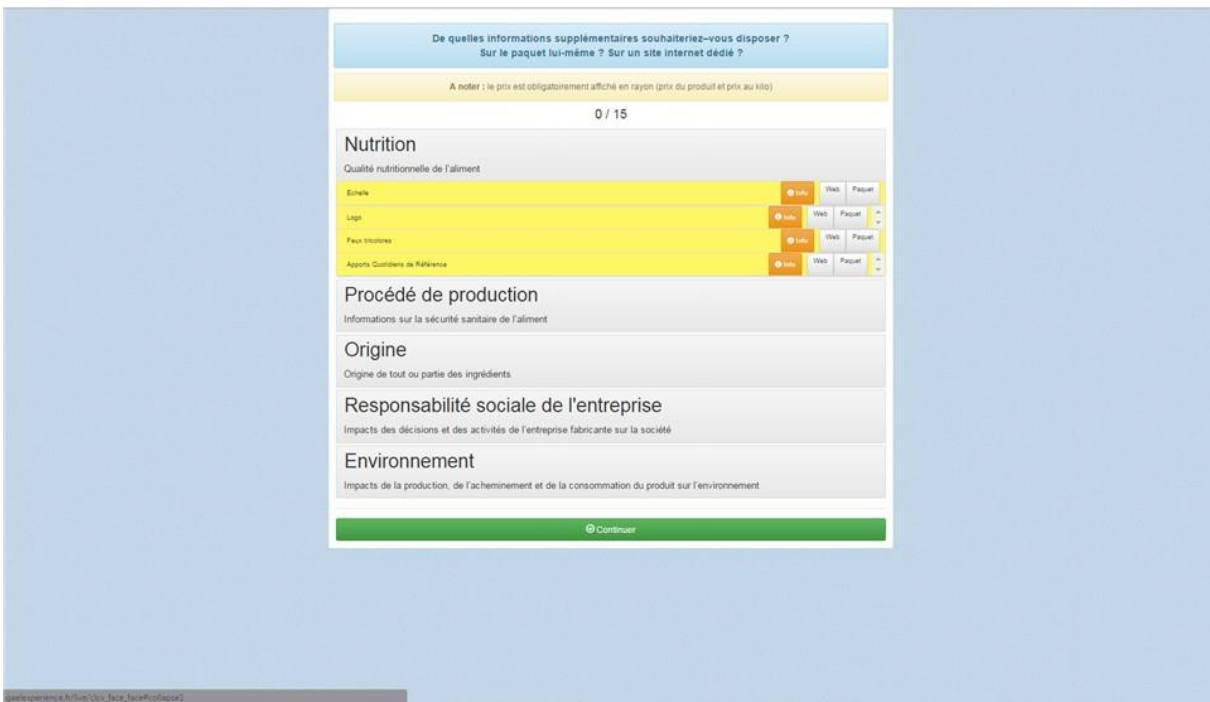 De quelles informations supplémentaires souhaiteriez-vous disposer ?
Sur le paquet lui-même ? Sur un site internet dédié ?
A noter : le prix est obligatoirement affiché en rayon (prix du produit et prix au kilo)
0 / 15
Nutrition
Qualité nutritionnelle de l'aliment
Echelle Info Web Paquet
Logo Info Web Paquet
Feux tricolores Info Web Paquet
Apports Quotidiens de Référence Info Web Paquet
Procédé de production
Informations sur la sécurité sanitaire de l'aliment
Origine
Origine de tout ou partie des ingrédients
Responsabilité sociale de l'entreprise
Impacts des décisions et des activités de l'entreprise fabricante sur la société
Environnement
Impacts de la production, de l'acheminement et de la consommation du produit sur l'environnement
Continuer